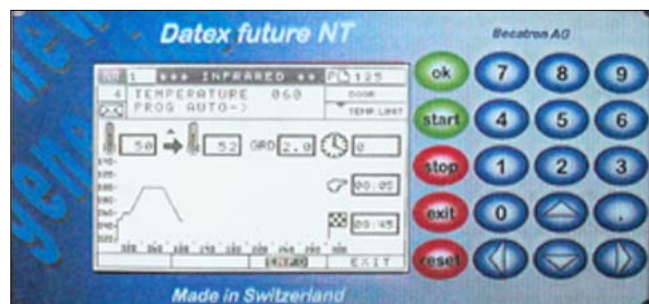 Datex future NT
Becatron AG
1 *** INFRARED ** 125
4 TEMPERATURE 060 DOOR
PROG AUTO-> TEMP.LIMIT
50 52 GRD 2.0 0
00:05
00:45
EXIT
ok 7 8 9
start 4 5 6
stop 1 2 3
exit 0 .
reset
Made in Switzerland
new